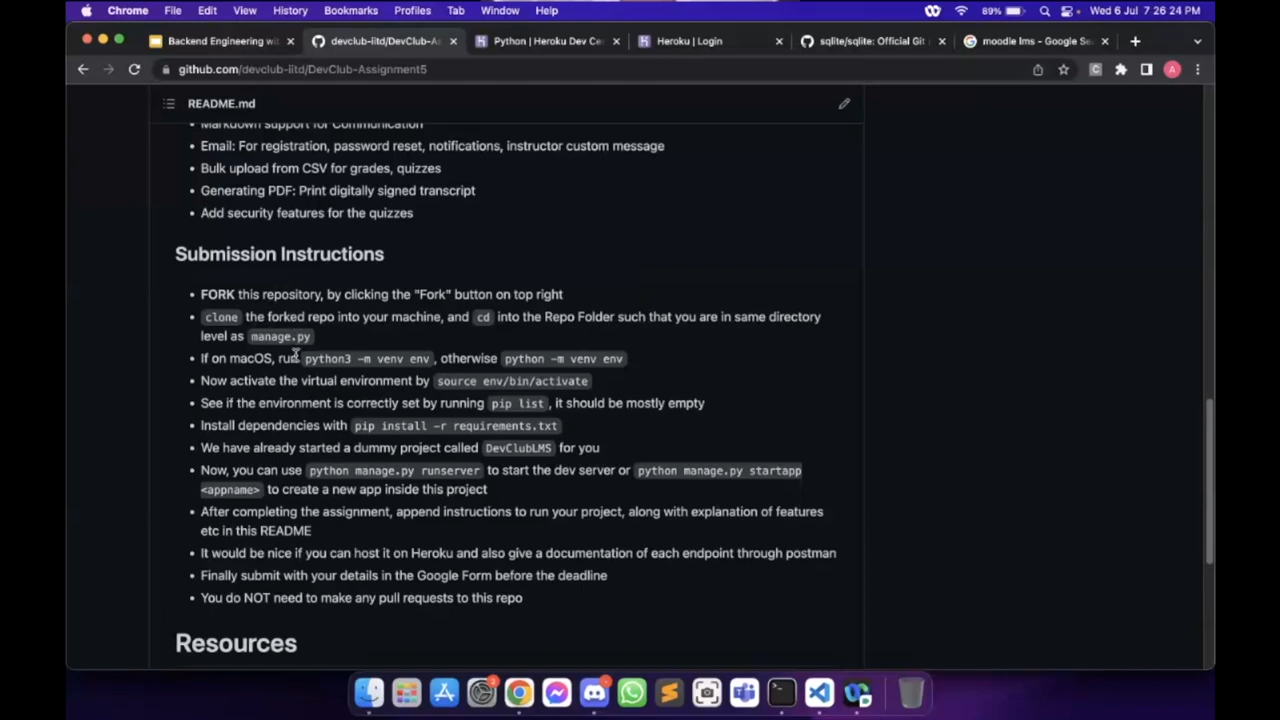 Chrome File Edit View History Bookmarks Profiles Tab Window Help 89% Wed 6 Jul 7 26 24 PM
Backend Engineering wit devclub-iitd/DevClub-As Python | Heroku Dev Ce Heroku | Login sqlite/sqlite: Official Git moodle lms - Google Se
github.com/devclub-iitd/DevClub-Assignment5 C A
README.md
Markdown support for Communication
• Email: For registration, password reset, notifications, instructor custom message
• Bulk upload from CSV for grades, quizzes
• Generating PDF: Print digitally signed transcript
• Add security features for the quizzes
Submission Instructions
• FORK this repository, by clicking the "Fork" button on top right
• clone the forked repo into your machine, and cd into the Repo Folder such that you are in same directory
level as manage.py
• If on macOS, run python3 -m venv env, otherwise python -m venv env
• Now activate the virtual environment by source env/bin/activate
• See if the environment is correctly set by running pip list, it should be mostly empty
• Install dependencies with pip install -r requirements.txt
• We have already started a dummy project called DevClubLMS for you
• Now, you can use python manage.py runserver to start the dev server or python manage.py startapp
<appname> to create a new app inside this project
• After completing the assignment, append instructions to run your project, along with explanation of features
etc in this README
• It would be nice if you can host it on Heroku and also give a documentation of each endpoint through postman
• Finally submit with your details in the Google Form before the deadline
• You do NOT need to make any pull requests to this repo
Resources